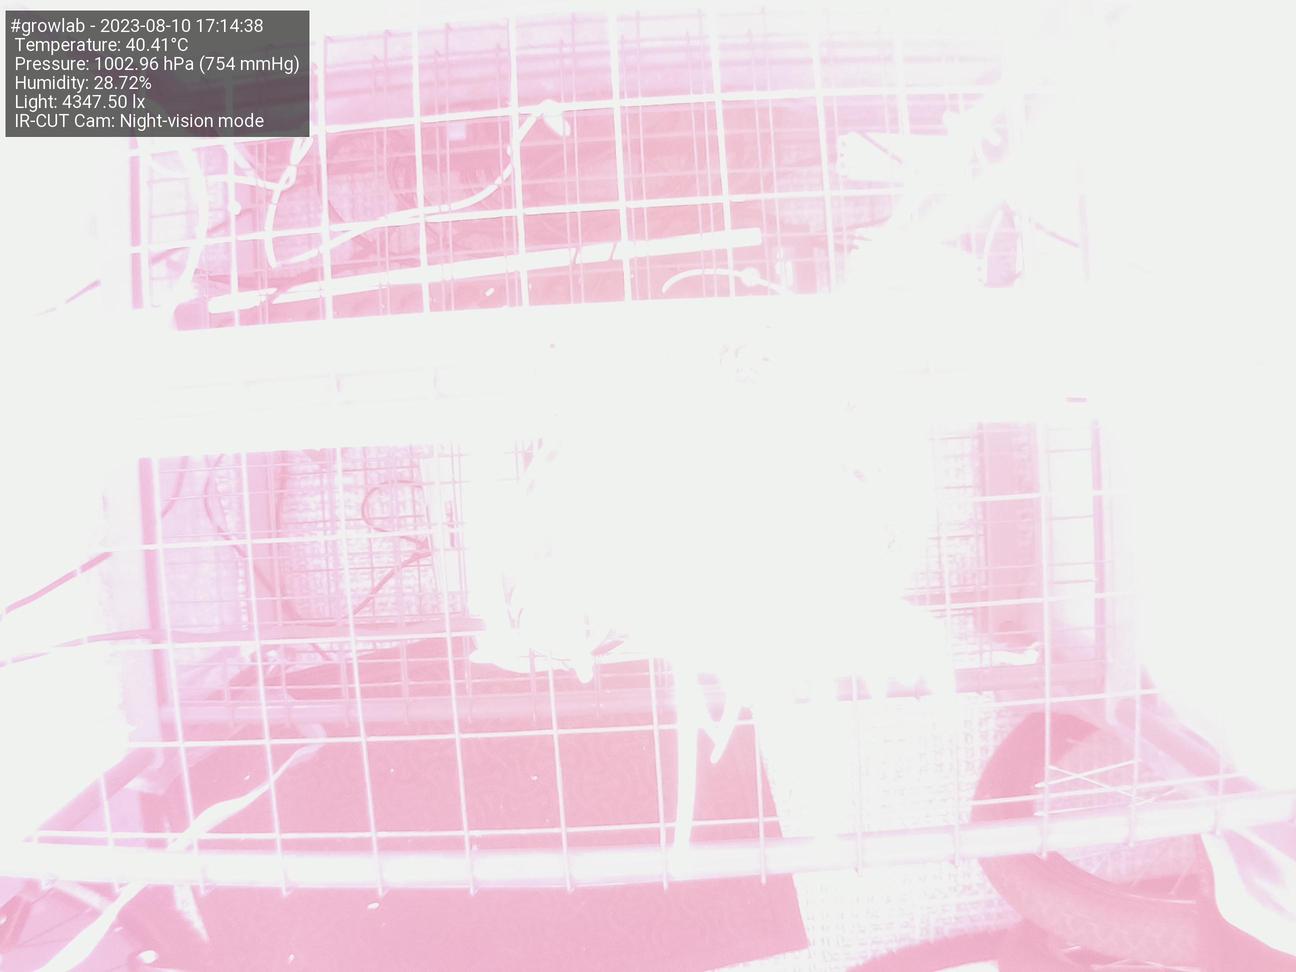 #growlab - 2023-08-10 17:14:38
Temperature: 40.41°C
Pressure: 1002.96 hPa (754 mmHg)
Humidity: 28.72%
Light: 4347.50 lx
IR-CUT Cam: Night-vision mode